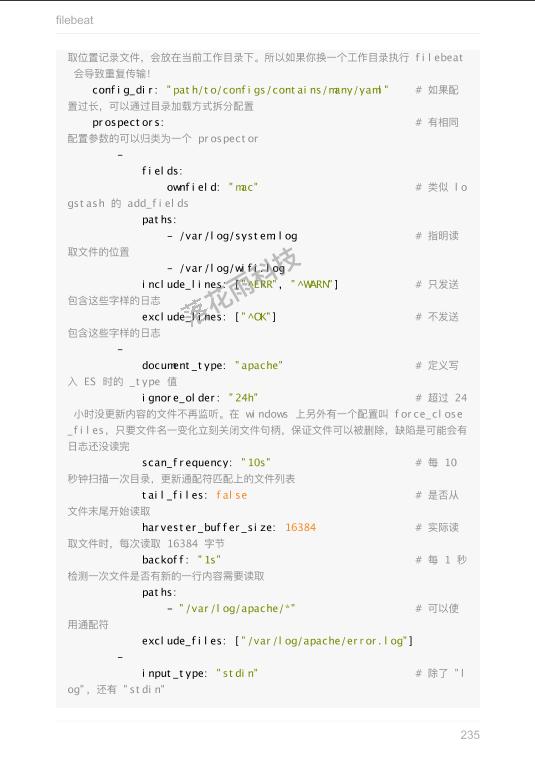 filebeat
取位置记录文件，会放在当前工作目录下。所以如果你换一个工作目录执行 filebeat
会导致重复传输！
config_dir: "path/to/configs/contains/many/yaml" # 如果配
置过长，可以通过目录加载方式拆分配置
prospectors: # 有相同
配置参数的可以归类为一个 prospector
-
fields:
ownfield: "mac" # 类似 lo
gstash 的 add_fields
paths:
- /var/log/system.log # 指明读
取文件的位置
- /var/log/wifi.log
include_lines: ["^ERR", "^WARN"] # 只发送
包含这些字样的日志
exclude_lines: ["^OK"] # 不发送
包含这些字样的日志
-
document_type: "apache" # 定义写
入 ES 时的 _type 值
ignore_older: "24h" # 超过 24
小时没更新内容的文件不再监听。在 windows 上另外有一个配置叫 force_close
_files，只要文件名一变化立刻关闭文件句柄，保证文件可以被删除，缺陷是可能会有
日志还没读完
scan_frequency: "10s" # 每 10
秒钟扫描一次目录，更新通配符匹配上的文件列表
tail_files: false # 是否从
文件末尾开始读取
harvester_buffer_size: 16384 # 实际读
取文件时，每次读取 16384 字节
backoff: "1s" # 每 1 秒
检测一次文件是否有新的一行内容需要读取
paths:
- "/var/log/apache/*" # 可以使
用通配符
exclude_files: ["/var/log/apache/error.log"]
-
input_type: "stdin" # 除了 "l
og"，还有 "stdin"
落花雨科技
235